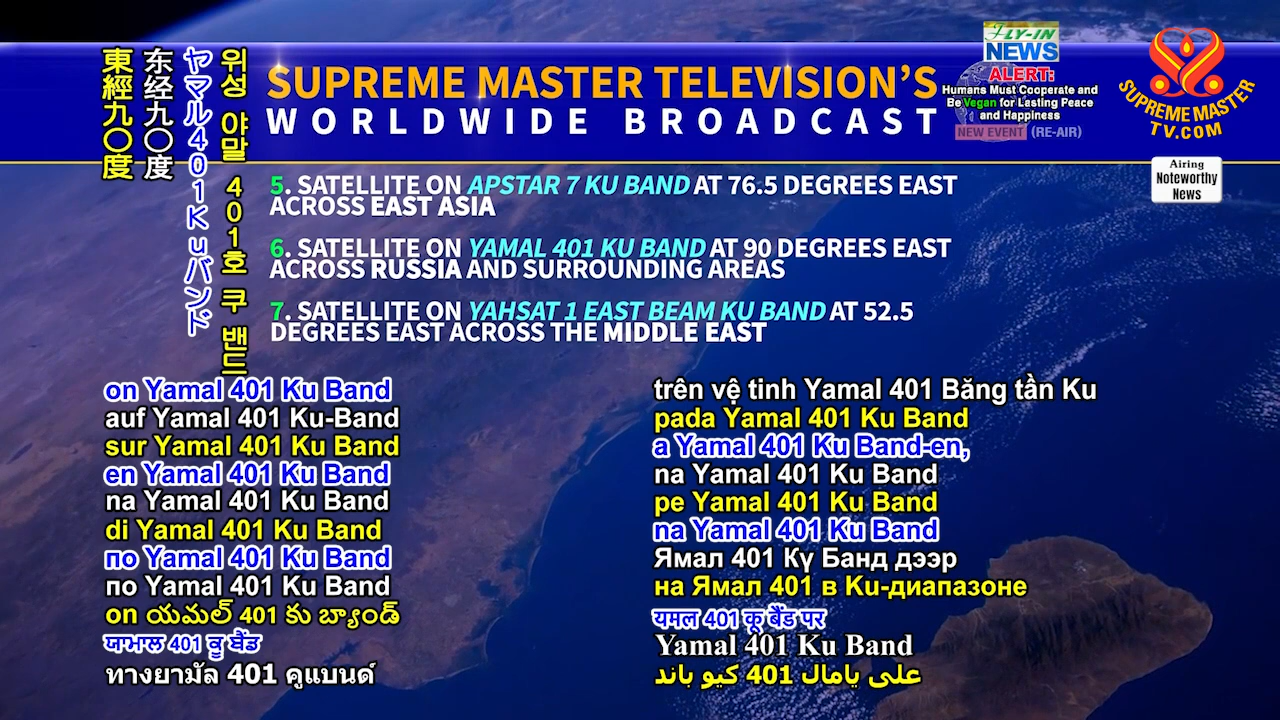 東經九〇度
东经九〇度
ヤマル401Kuバンド
위성 야말 401호 쿠 밴드
SUPREME MASTER TELEVISION’S
WORLDWIDE BROADCAST
FLY-IN
NEWS
ALERT:
Humans Must Cooperate and
Be Vegan for Lasting Peace
and Happiness
NEW EVENT (RE-AIR)
SUPREME MASTER
TV.COM
Airing
Noteworthy
News
5. SATELLITE ON APSTAR 7 KU BAND AT 76.5 DEGREES EAST
ACROSS EAST ASIA
6. SATELLITE ON YAMAL 401 KU BAND AT 90 DEGREES EAST
ACROSS RUSSIA AND SURROUNDING AREAS
7. SATELLITE ON YAHSAT 1 EAST BEAM KU BAND AT 52.5
DEGREES EAST ACROSS THE MIDDLE EAST
on Yamal 401 Ku Band
auf Yamal 401 Ku-Band
sur Yamal 401 Ku Band
en Yamal 401 Ku Band
na Yamal 401 Ku Band
di Yamal 401 Ku Band
по Yamal 401 Ku Band
по Yamal 401 Ku Band
on యమల్ 401 కు బ్యాండ్
ਯਾਮਾਲ 401 ਕੂ ਬੈਂਡ
ทางยามัล 401 คูแบนด์
trên vệ tinh Yamal 401 Băng tần Ku
pada Yamal 401 Ku Band
a Yamal 401 Ku Band-en,
na Yamal 401 Ku Band
pe Yamal 401 Ku Band
na Yamal 401 Ku Band
Ямал 401 Кү Банд дээр
на Ямал 401 в Ku-диапазоне
यमल 401 कू बैंड पर
Yamal 401 Ku Band
على يامال 401 كيو باند